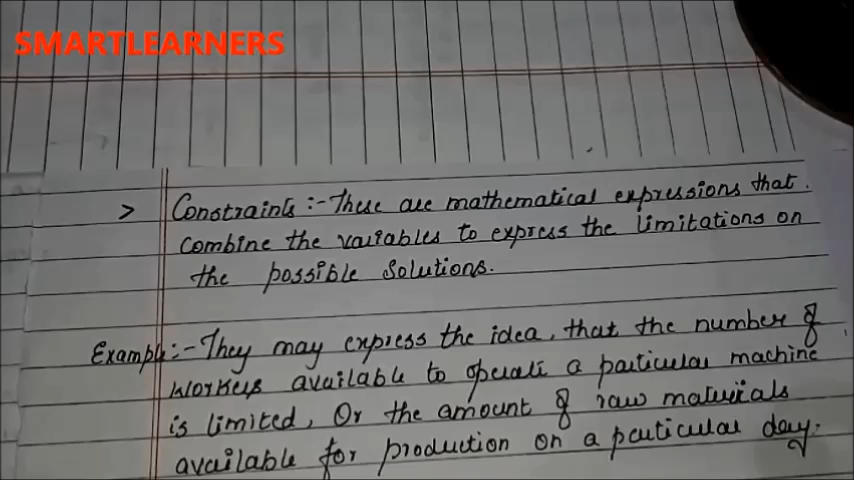 SMARTLEARNERS
> Constraints :- These are mathematical expressions that
combine the variables to express the limitations on
the possible solutions.
Example :- They may express the idea, that the number of
workers available to operate a particular machine
is limited, Or the amount of raw materials
available for production on a particular day.